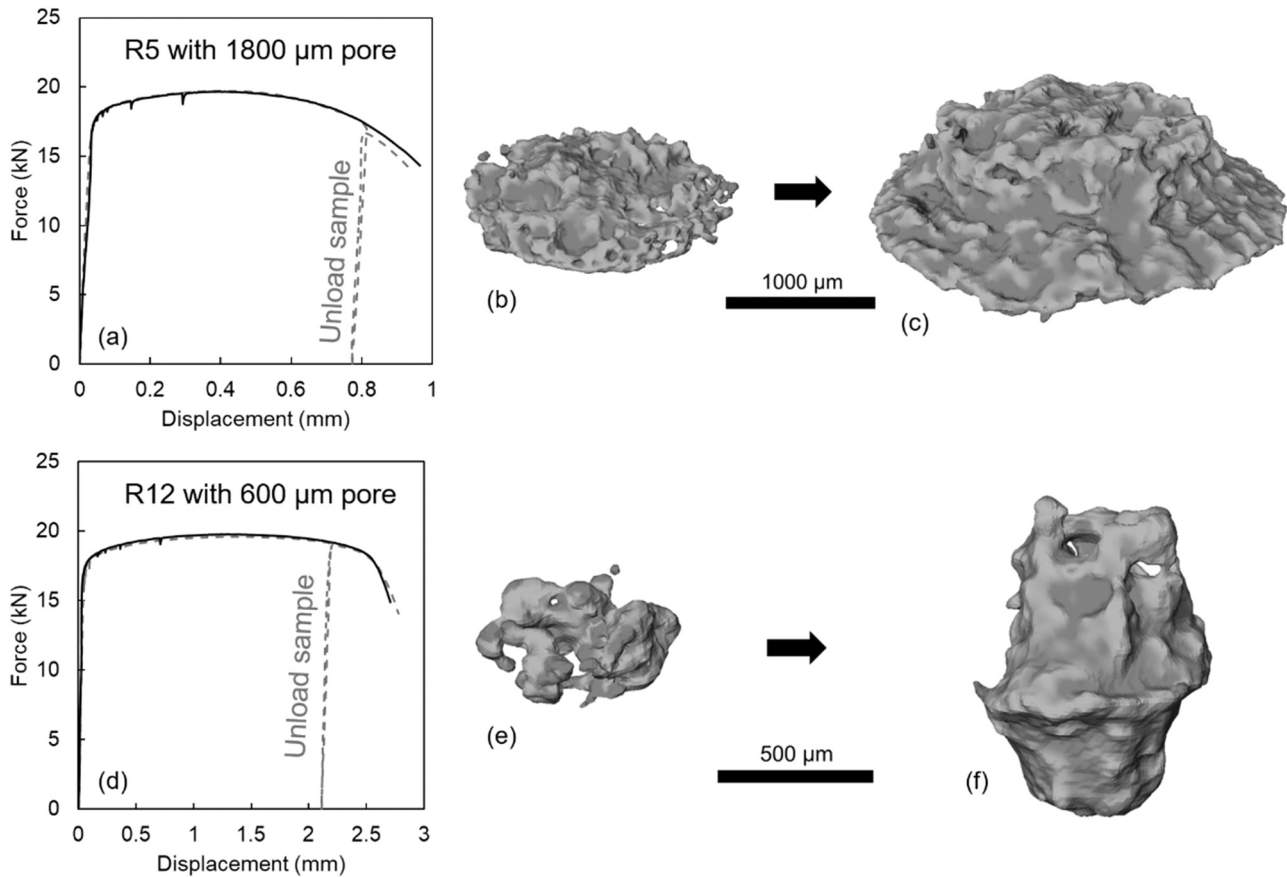 25
20
15
10
5
0
Force (kN)
R5 with 1800 µm pore
Unload sample
(a)
0 0.2 0.4 0.6 0.8 1
Displacement (mm)
(b)
1000 µm
(c)
25
20
15
10
5
0
Force (kN)
R12 with 600 µm pore
Unload sample
(d)
0 0.5 1 1.5 2 2.5 3
Displacement (mm)
(e)
500 µm
(f)